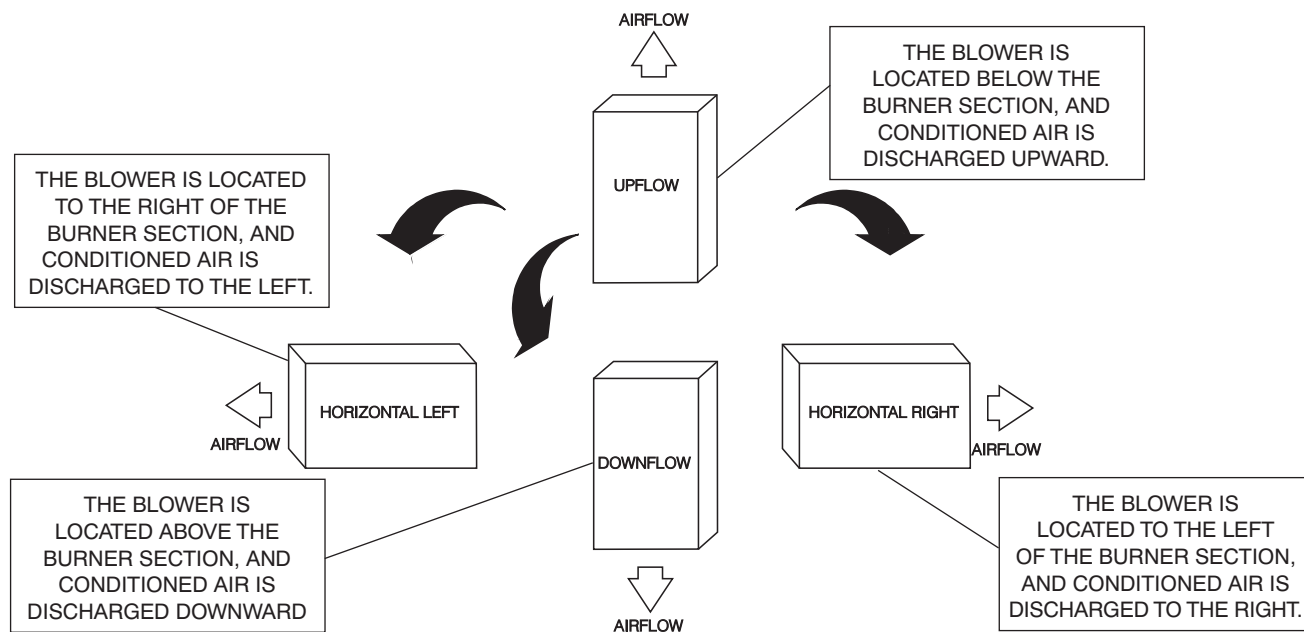 AIRFLOW
THE BLOWER IS
LOCATED BELOW THE
BURNER SECTION, AND
CONDITIONED AIR IS
DISCHARGED UPWARD.
UPFLOW
THE BLOWER IS LOCATED
TO THE RIGHT OF THE
BURNER SECTION, AND
CONDITIONED AIR IS
DISCHARGED TO THE LEFT.
HORIZONTAL LEFT
AIRFLOW
HORIZONTAL RIGHT
AIRFLOW
DOWNFLOW
AIRFLOW
THE BLOWER IS
LOCATED ABOVE THE
BURNER SECTION, AND
CONDITIONED AIR IS
DISCHARGED DOWNWARD
THE BLOWER IS
LOCATED TO THE LEFT
OF THE BURNER SECTION,
AND CONDITIONED AIR IS
DISCHARGED TO THE RIGHT.